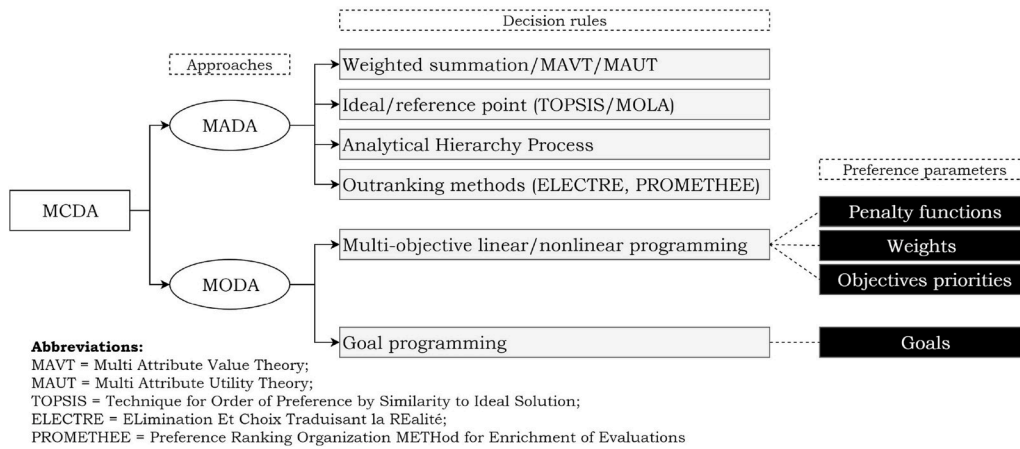 Decision rules
Approaches
Weighted summation/MAVT/MAUT
Ideal/reference point (TOPSIS/MOLA)
MADA
Analytical Hierarchy Process
Outranking methods (ELECTRE, PROMETHEE)
Preference parameters
MCDA
Penalty functions
Multi-objective linear/nonlinear programming
Weights
MODA
Objectives priorities
Goal programming
Goals
Abbreviations:
MAVT = Multi Attribute Value Theory;
MAUT = Multi Attribute Utility Theory;
TOPSIS = Technique for Order of Preference by Similarity to Ideal Solution;
ELECTRE = ELimination Et Choix Traduisant la REalité;
PROMETHEE = Preference Ranking Organization METHod for Enrichment of Evaluations